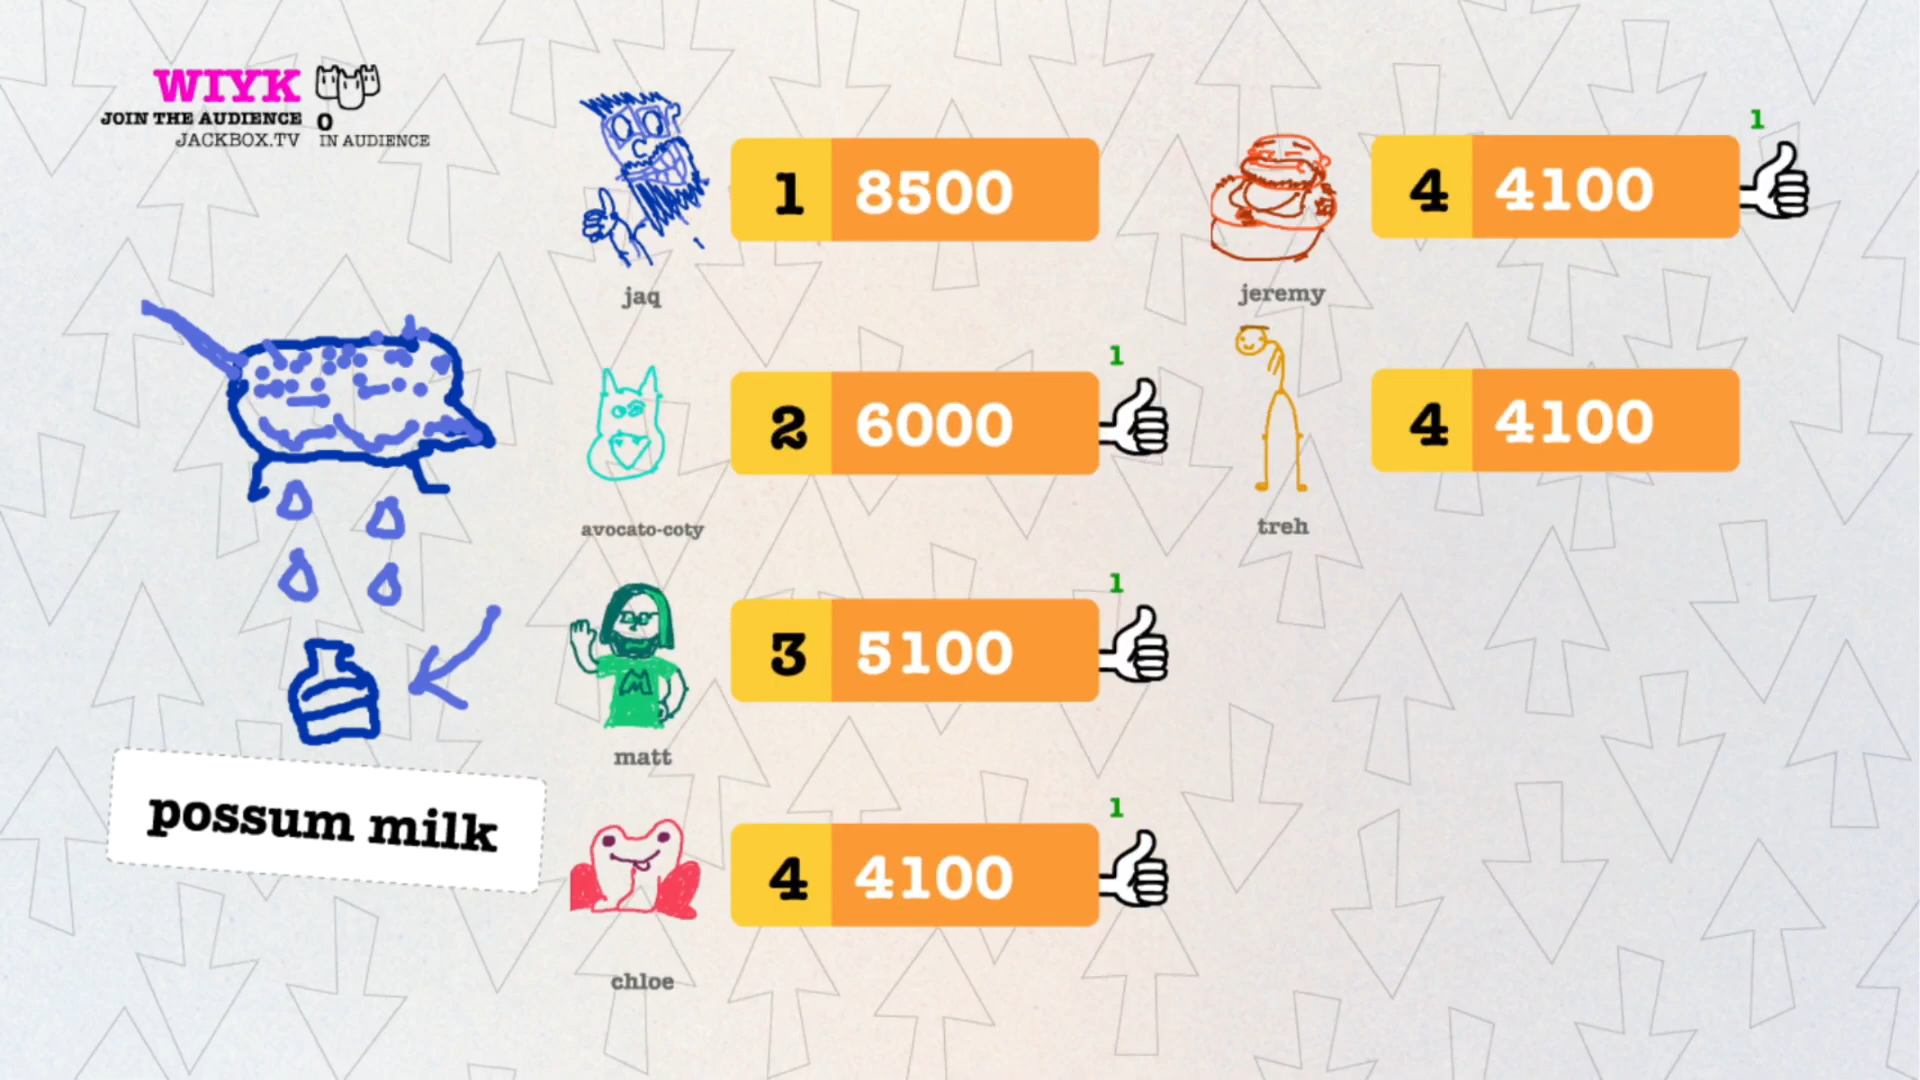 WIYK
JOIN THE AUDIENCE
JACKBOX.TV
0
IN AUDIENCE
possum milk
1 8500
jaq
2 6000
1
avocato-coty
3 5100
1
M
matt
4 4100
1
chloe
4 4100
1
jeremy
4 4100
treh